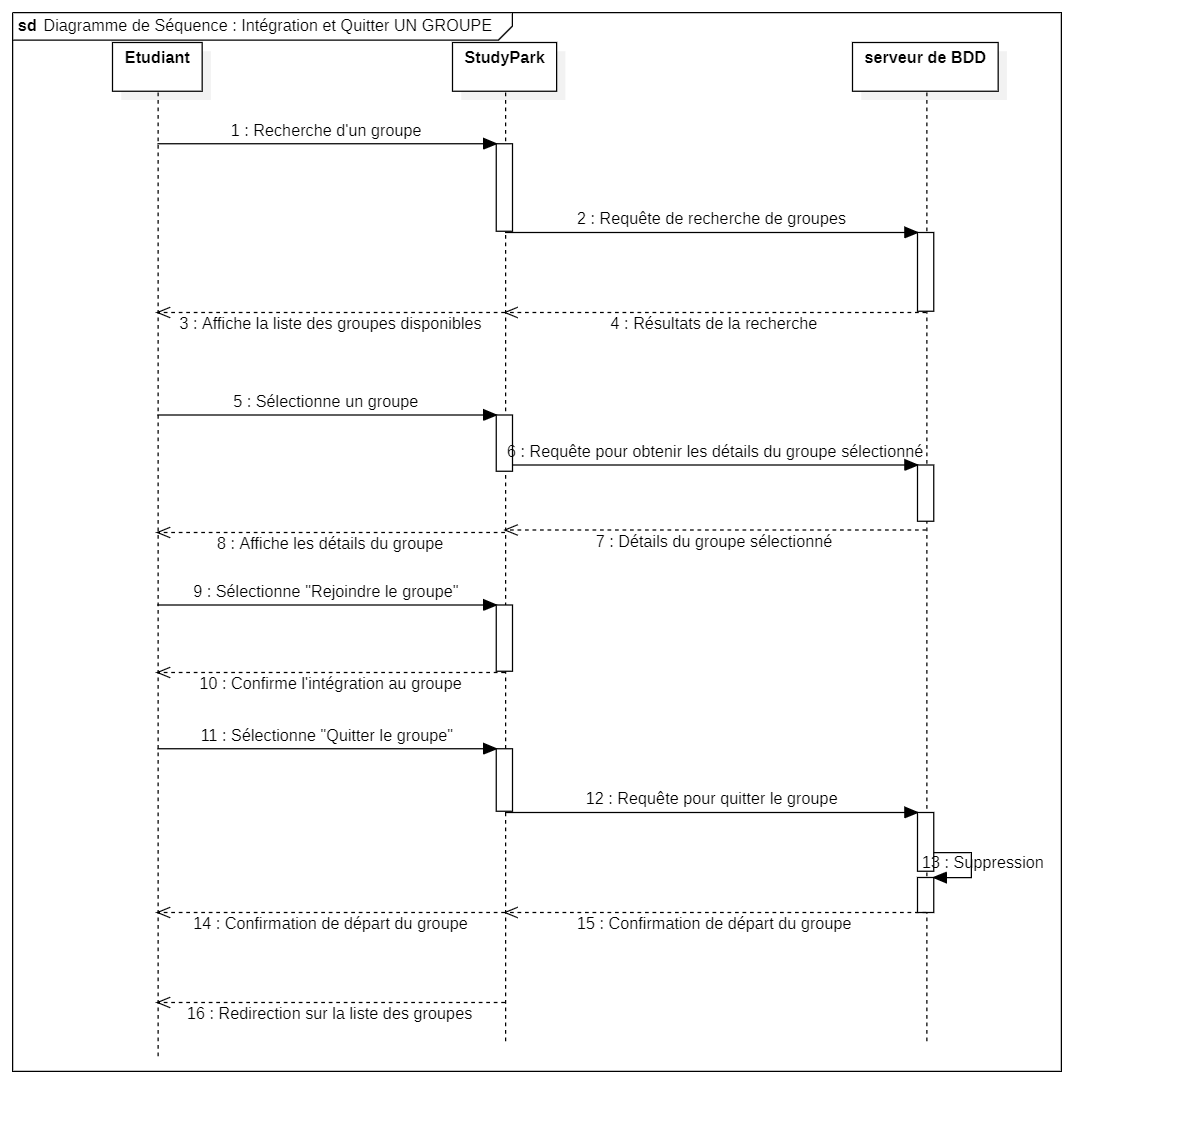 sd Diagramme de Séquence : Intégration et Quitter UN GROUPE
Etudiant
StudyPark
serveur de BDD
1 : Recherche d'un groupe
2 : Requête de recherche de groupes
3 : Affiche la liste des groupes disponibles
4 : Résultats de la recherche
5 : Sélectionne un groupe
6 : Requête pour obtenir les détails du groupe sélectionné
7 : Détails du groupe sélectionné
8 : Affiche les détails du groupe
9 : Sélectionne "Rejoindre le groupe"
10 : Confirme l'intégration au groupe
11 : Sélectionne "Quitter le groupe"
12 : Requête pour quitter le groupe
13 : Suppression
14 : Confirmation de départ du groupe
15 : Confirmation de départ du groupe
16 : Redirection sur la liste des groupes